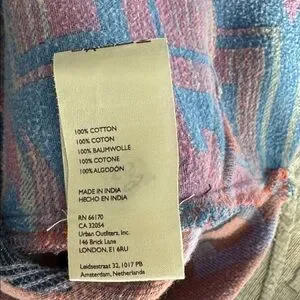 100% COTTON
100% COTON
100% BAUMWOLLE
100% COTONE
100% ALGODON
MADE IN INDIA
HECHO EN INDIA
RN 66170
CA 32054
Urban Outfitters, Inc.
146 Brick Lane
LONDON, E1 6RU
Leidsestraat 32, 1017 PB
Amsterdam, Netherlands